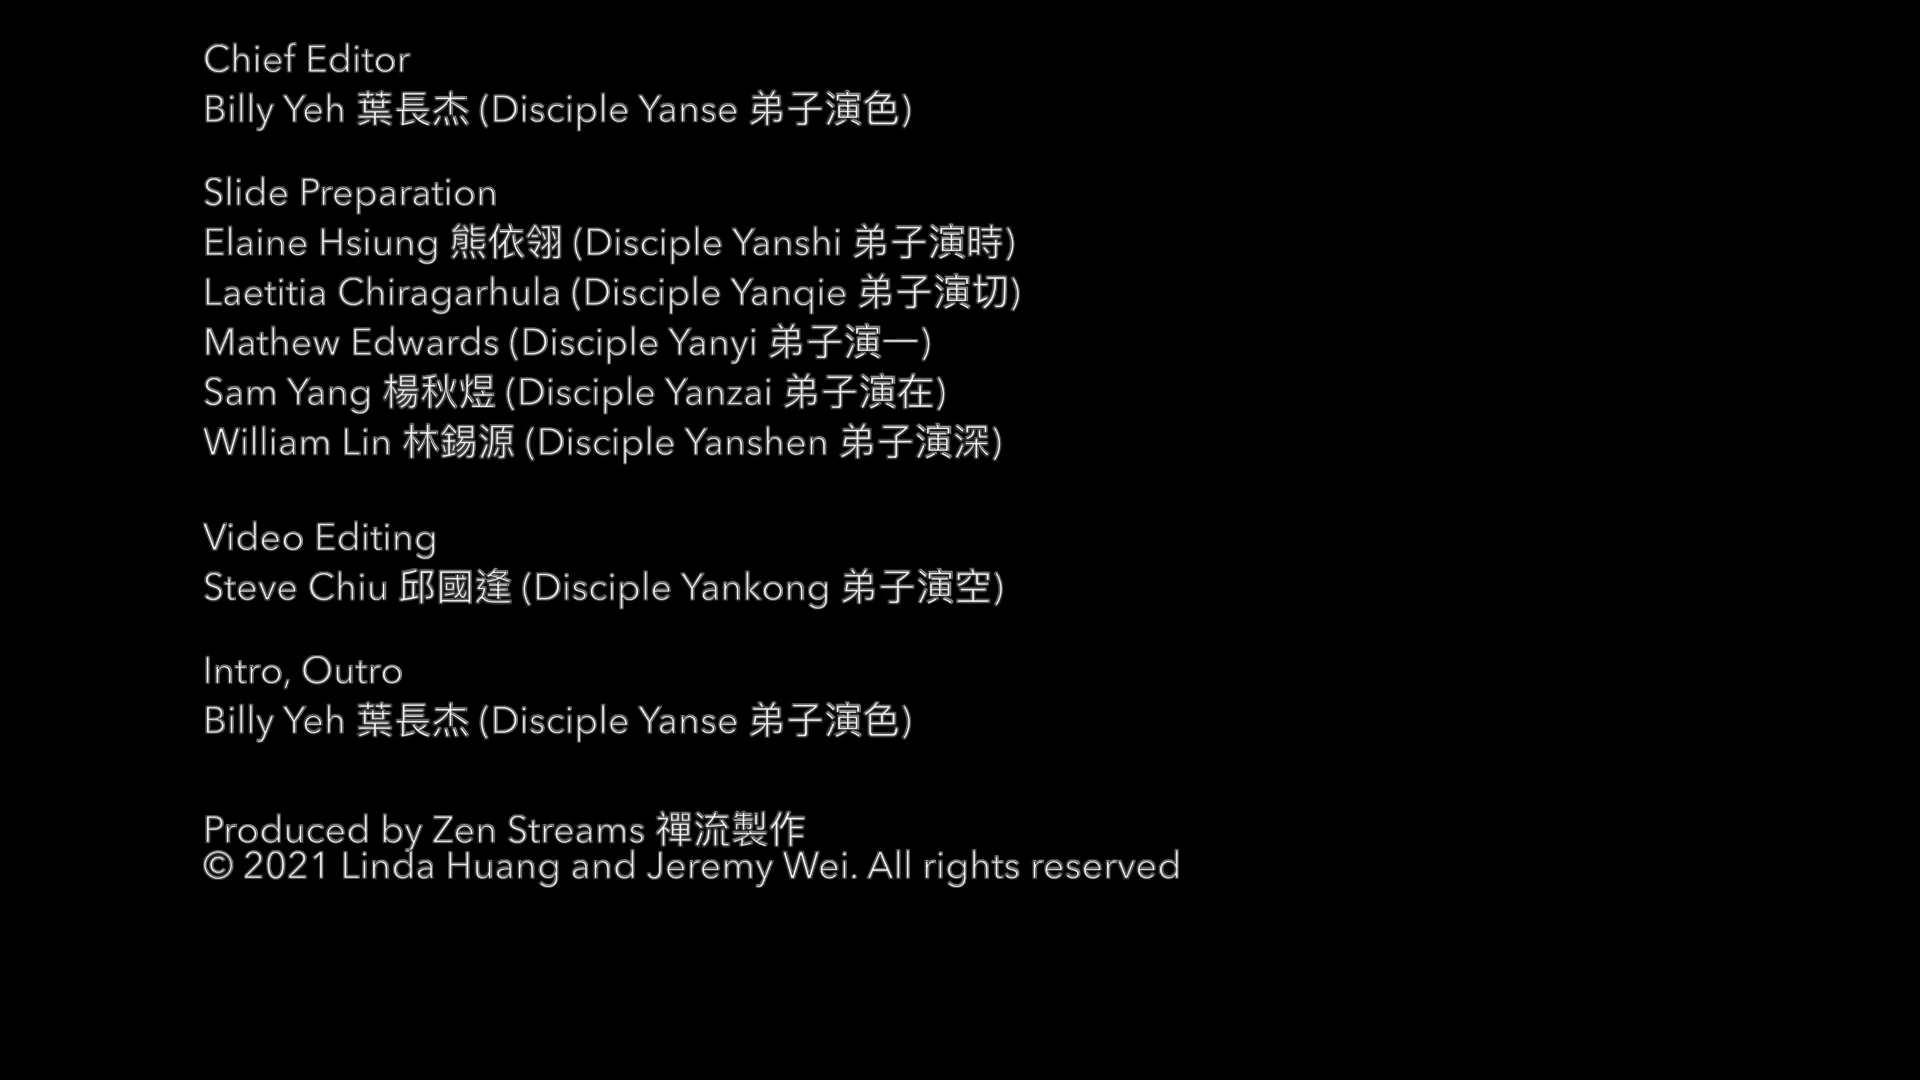 Chief Editor
Billy Yeh 葉長杰 (Disciple Yanse 弟子演色)
Slide Preparation
Elaine Hsiung 熊依翎 (Disciple Yanshi 弟子演時)
Laetitia Chiragarhula (Disciple Yanqie 弟子演切)
Mathew Edwards (Disciple Yanyi 弟子演一)
Sam Yang 楊秋煜 (Disciple Yanzai 弟子演在)
William Lin 林錫源 (Disciple Yanshen 弟子演深)
Video Editing
Steve Chiu 邱國逢 (Disciple Yankong 弟子演空)
Intro, Outro
Billy Yeh 葉長杰 (Disciple Yanse 弟子演色)
Produced by Zen Streams 禪流製作
© 2021 Linda Huang and Jeremy Wei. All rights reserved